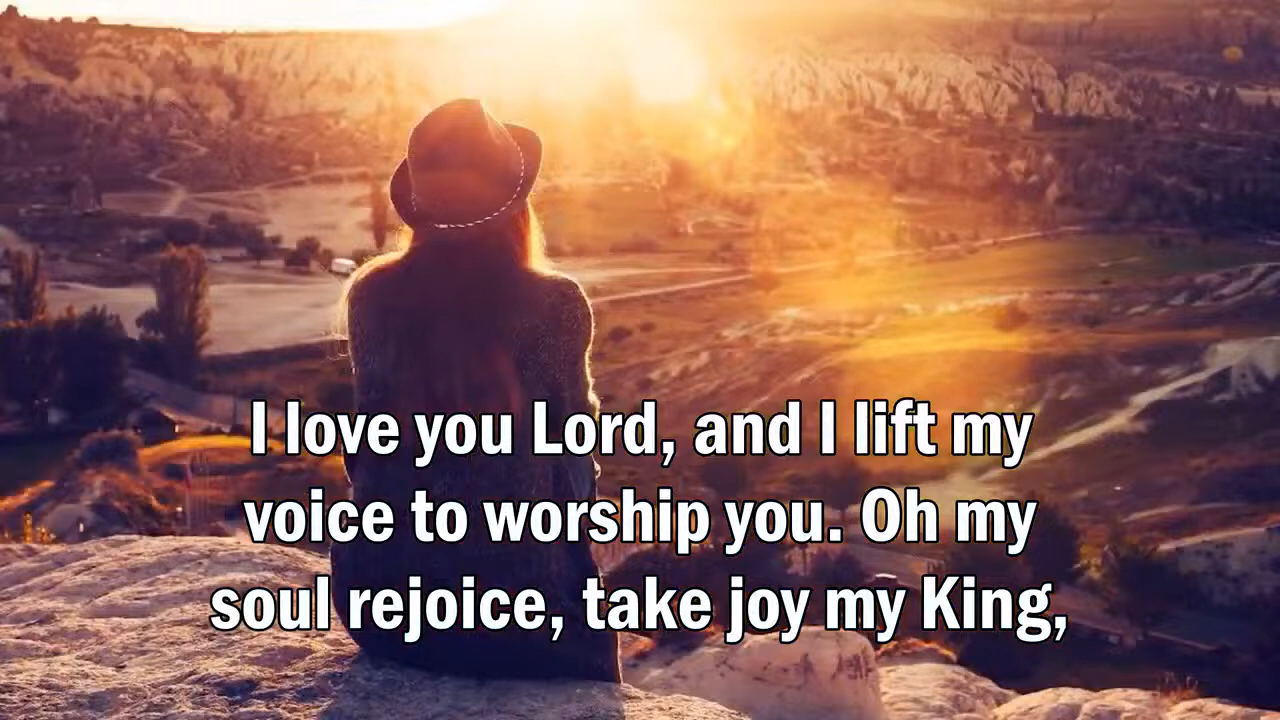 I love you Lord, and I lift my
voice to worship you. Oh my
soul rejoice, take joy my King,